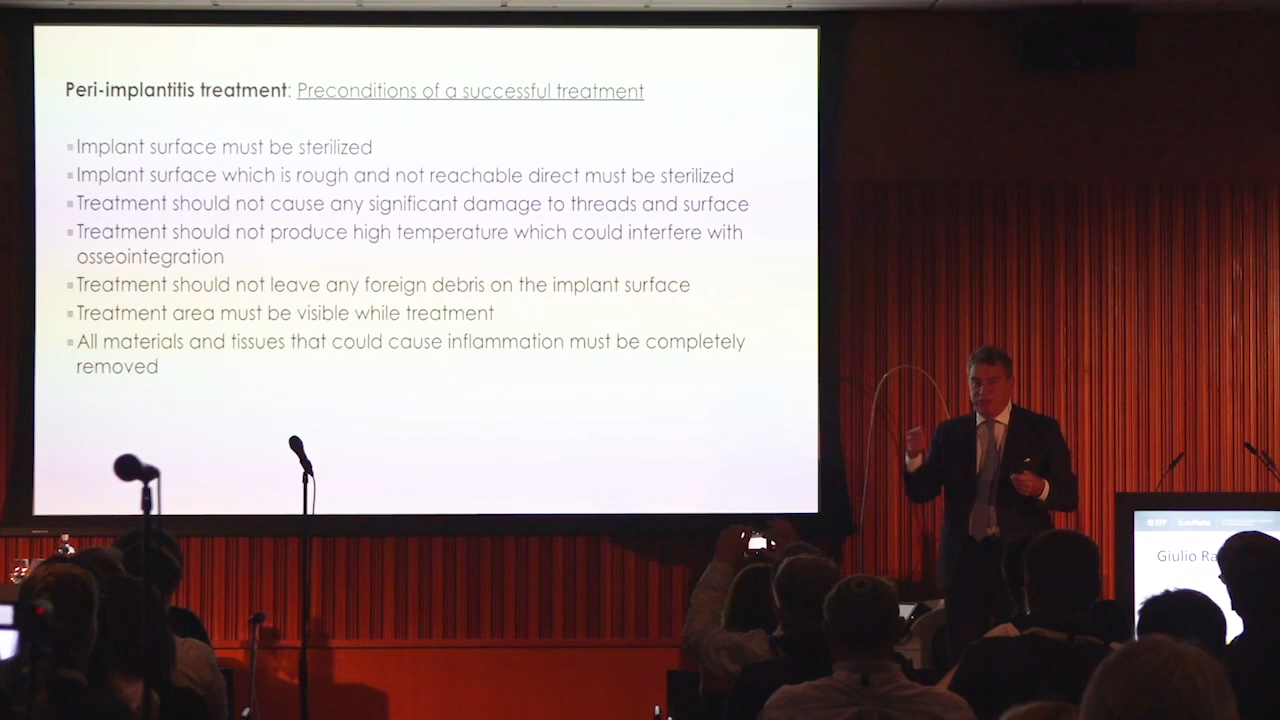 Peri-implantitis treatment: Preconditions of a successful treatment
Implant surface must be sterilized
Implant surface which is rough and not reachable direct must be sterilized
Treatment should not cause any significant damage to threads and surface
Treatment should not produce high temperature which could interfere with
osseointegration
Treatment should not leave any foreign debris on the implant surface
Treatment area must be visible while treatment
All materials and tissues that could cause inflammation must be completely
removed
EFP EuroPerio
Giulio